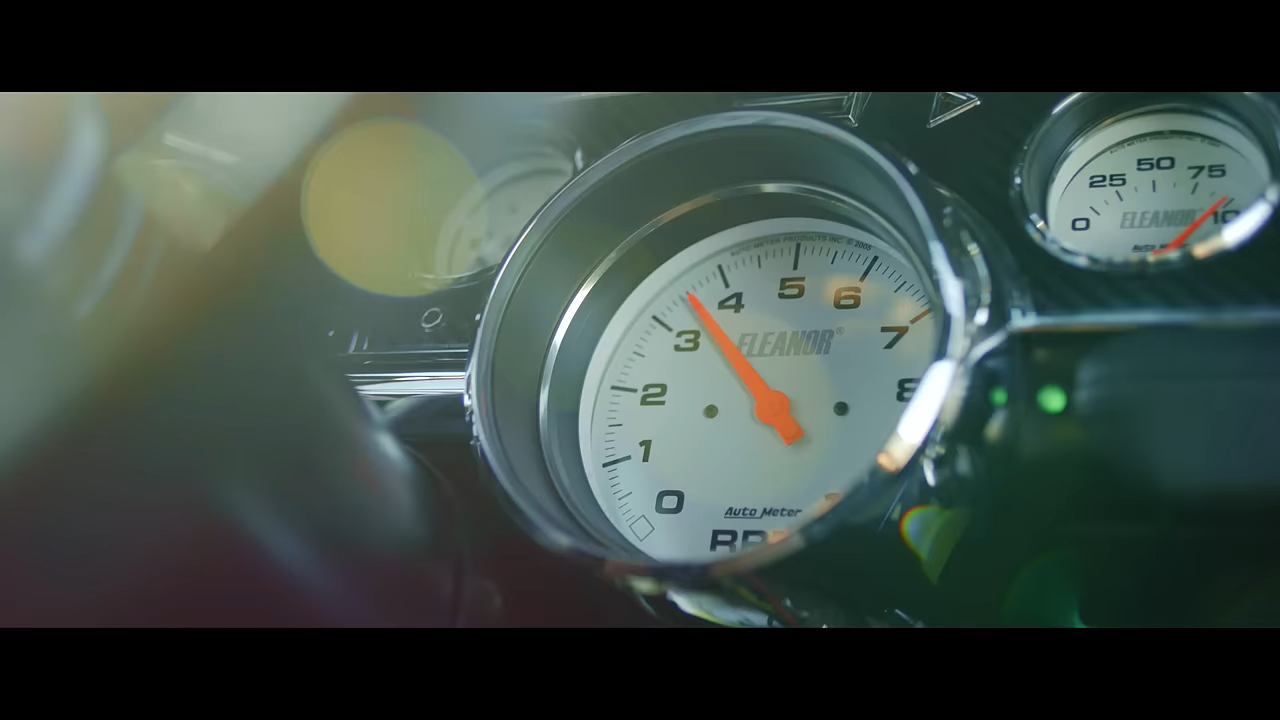 AUTO METER PRODUCTS INC. © 2005
0 1 2 3 4 5 6 7 8
ELEANOR®
Auto Meter
0 25 50 75
ELEANOR